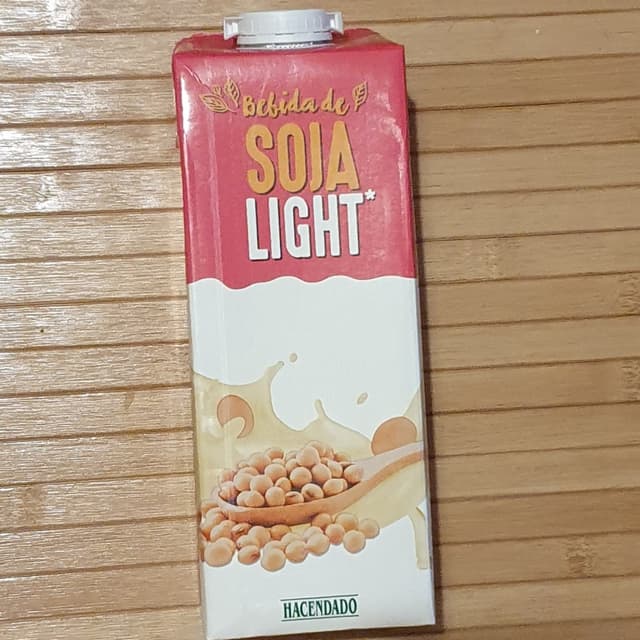 Bebida de
SOJA
LIGHT*
HACENDADO